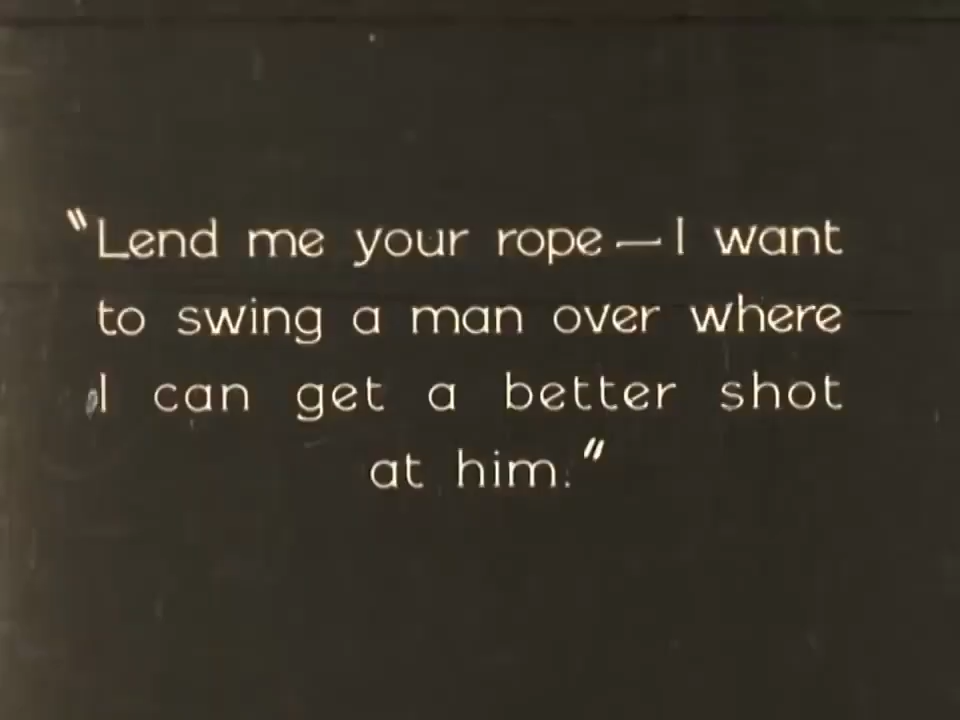 "Lend me your rope — I want
to swing a man over where
I can get a better shot
at him."